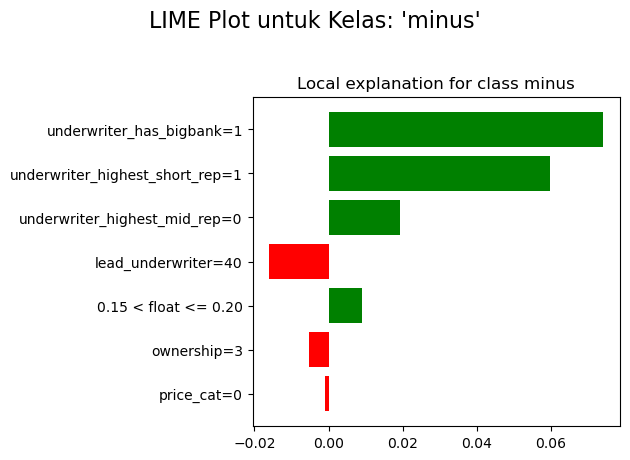 LIME Plot untuk Kelas: 'minus'
Local explanation for class minus
underwriter_has_bigbank=1
underwriter_highest_short_rep=1
underwriter_highest_mid_rep=0
lead_underwriter=40
0.15 < float <= 0.20
ownership=3
price_cat=0
−0.02 0.00 0.02 0.04 0.06